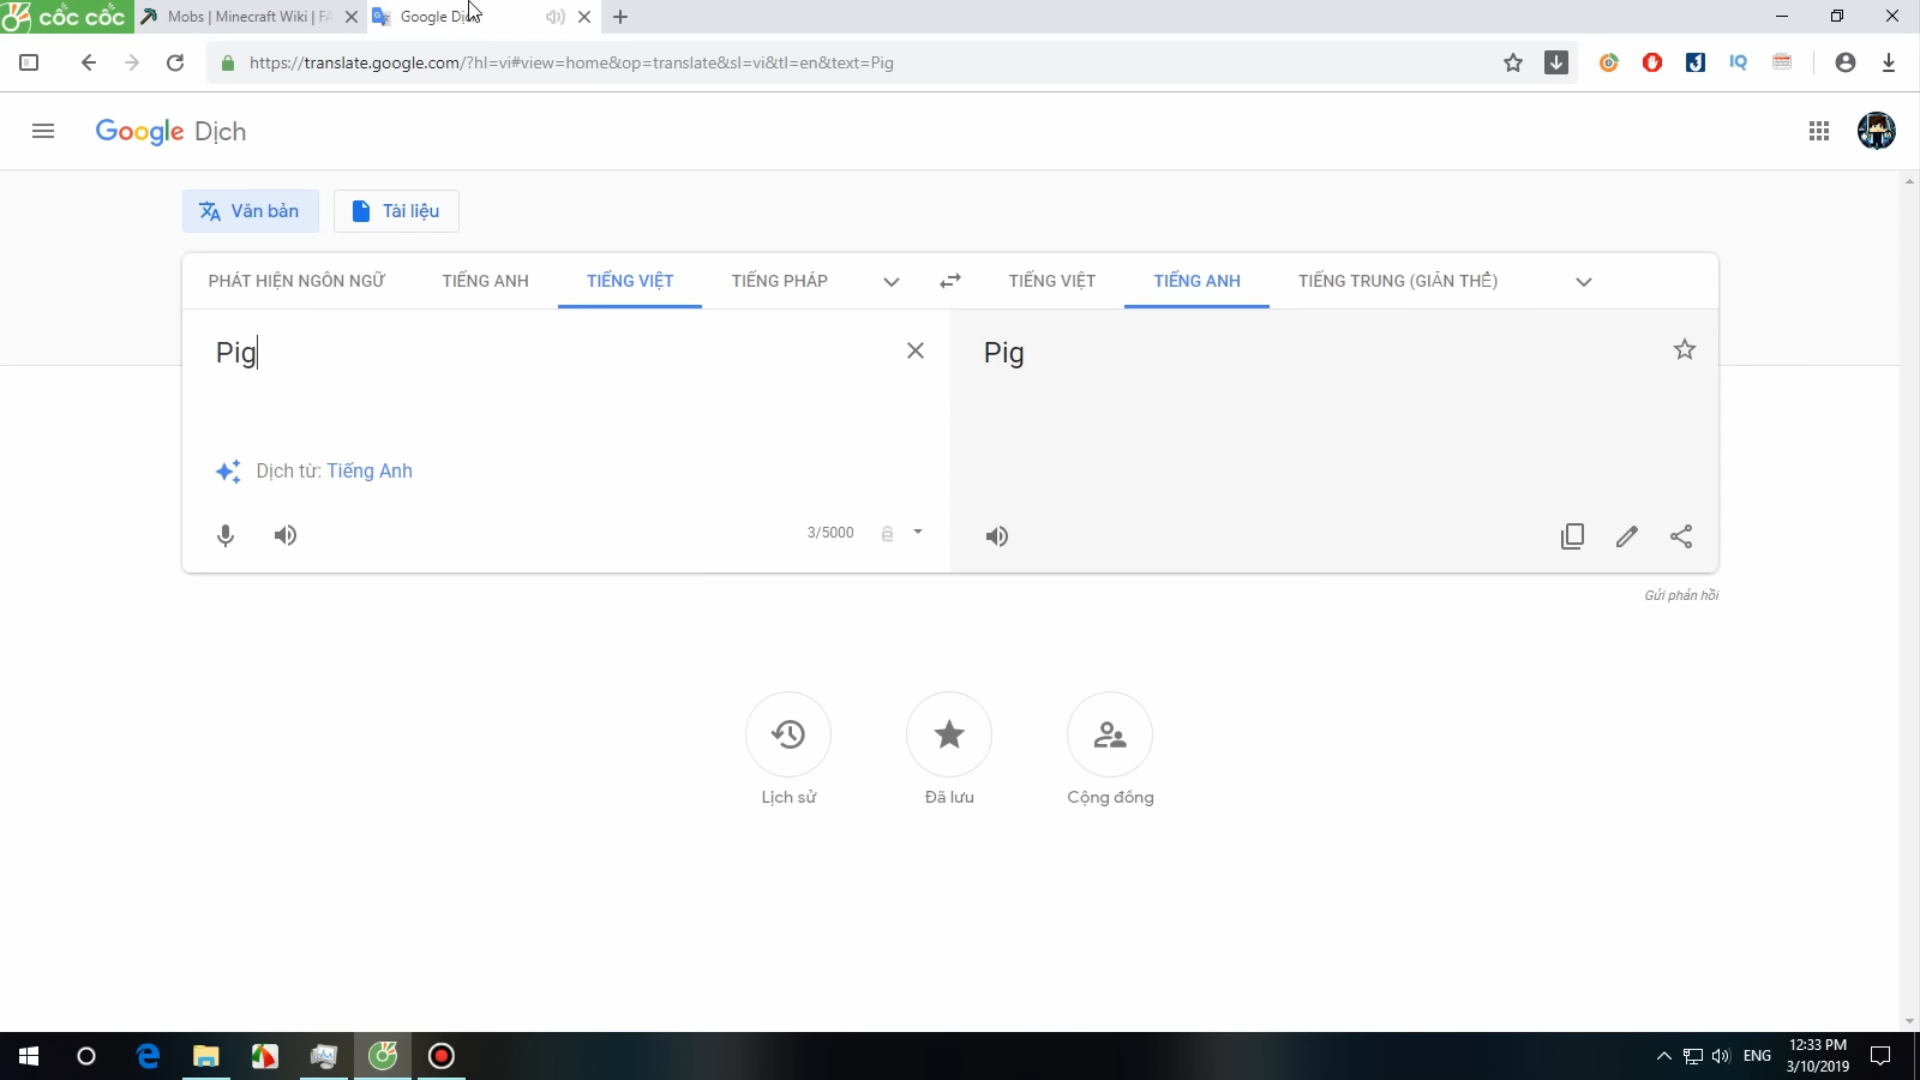 cốc cốc
Mobs | Minecraft Wiki | FA
Google Dịch
https://translate.google.com/?hl=vi#view=home&op=translate&sl=vi&tl=en&text=Pig
IQ
Google Dịch
Văn bản
Tài liệu
PHÁT HIỆN NGÔN NGỮ
TIẾNG ANH
TIẾNG VIỆT
TIẾNG PHÁP
TIẾNG VIỆT
TIẾNG ANH
TIẾNG TRUNG (GIẢN THỂ)
Pig
Pig
Dịch từ: Tiếng Anh
3/5000
Gửi phản hồi
Lịch sử
Đã lưu
Cộng đồng
ENG
12:33 PM
3/10/2019